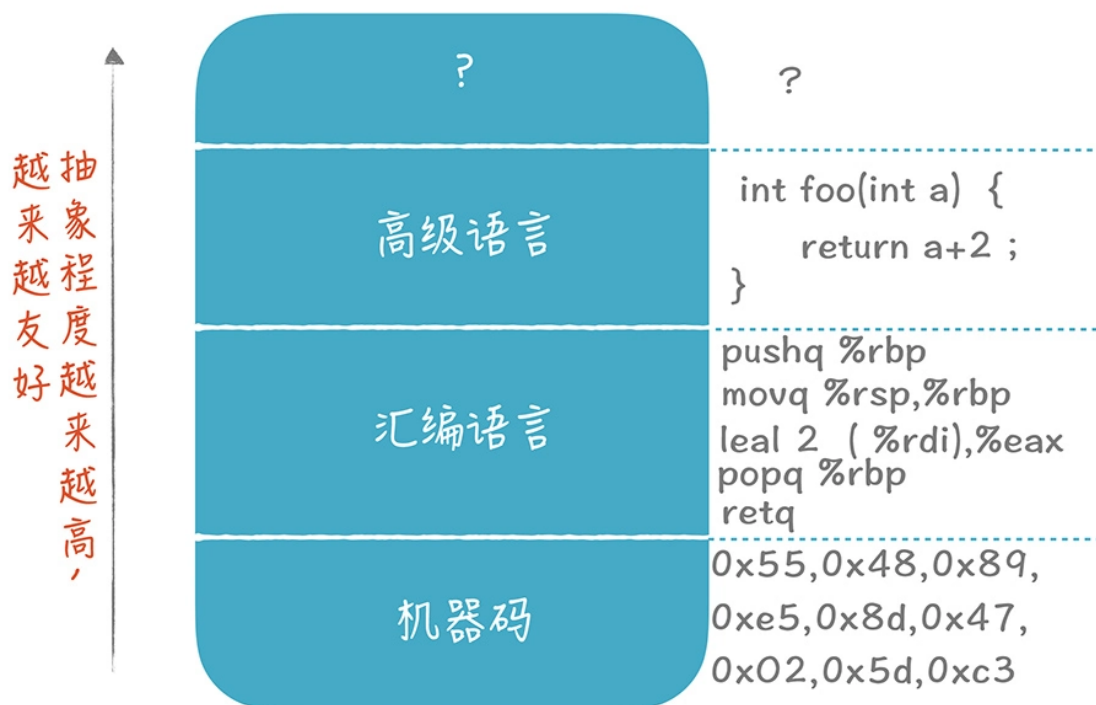 ?
?
抽象程度越来越高，
越来越友好
高级语言
int foo(int a) {
return a+2 ;
}
汇编语言
pushq %rbp
movq %rsp,%rbp
leal 2 ( %rdi),%eax
popq %rbp
retq
机器码
0x55,0x48,0x89,
0xe5,0x8d,0x47,
0x02,0x5d,0xc3